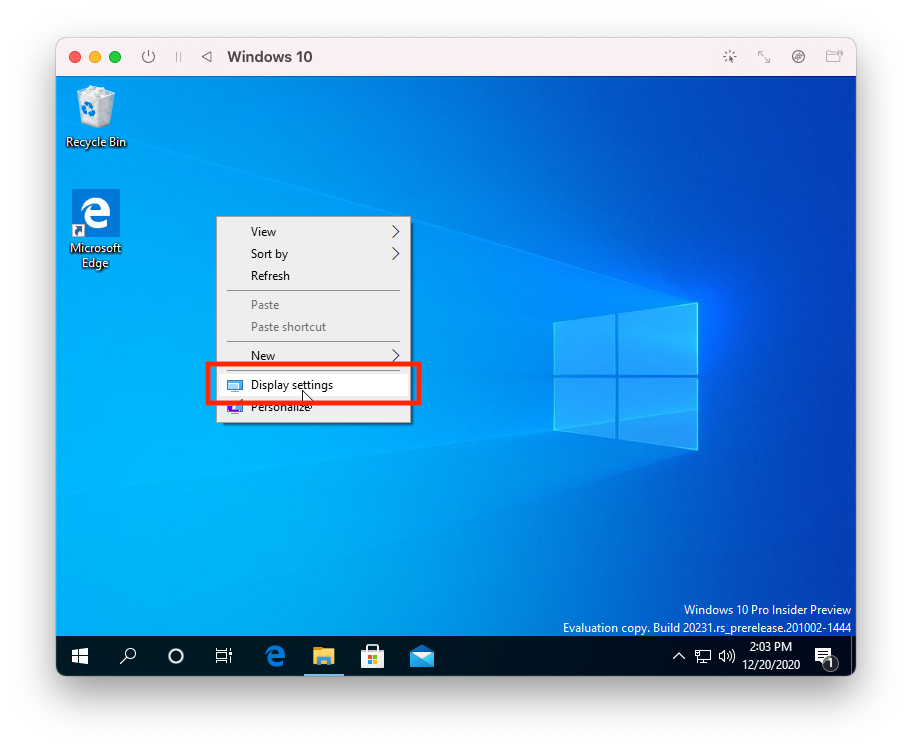 Windows 10
Recycle Bin
Microsoft
Edge
View
Sort by
Refresh
Paste
Paste shortcut
New
Display settings
Personalize
Windows 10 Pro Insider Preview
Evaluation copy. Build 20231.rs_prerelease.201002-1444
2:03 PM
12/20/2020
1